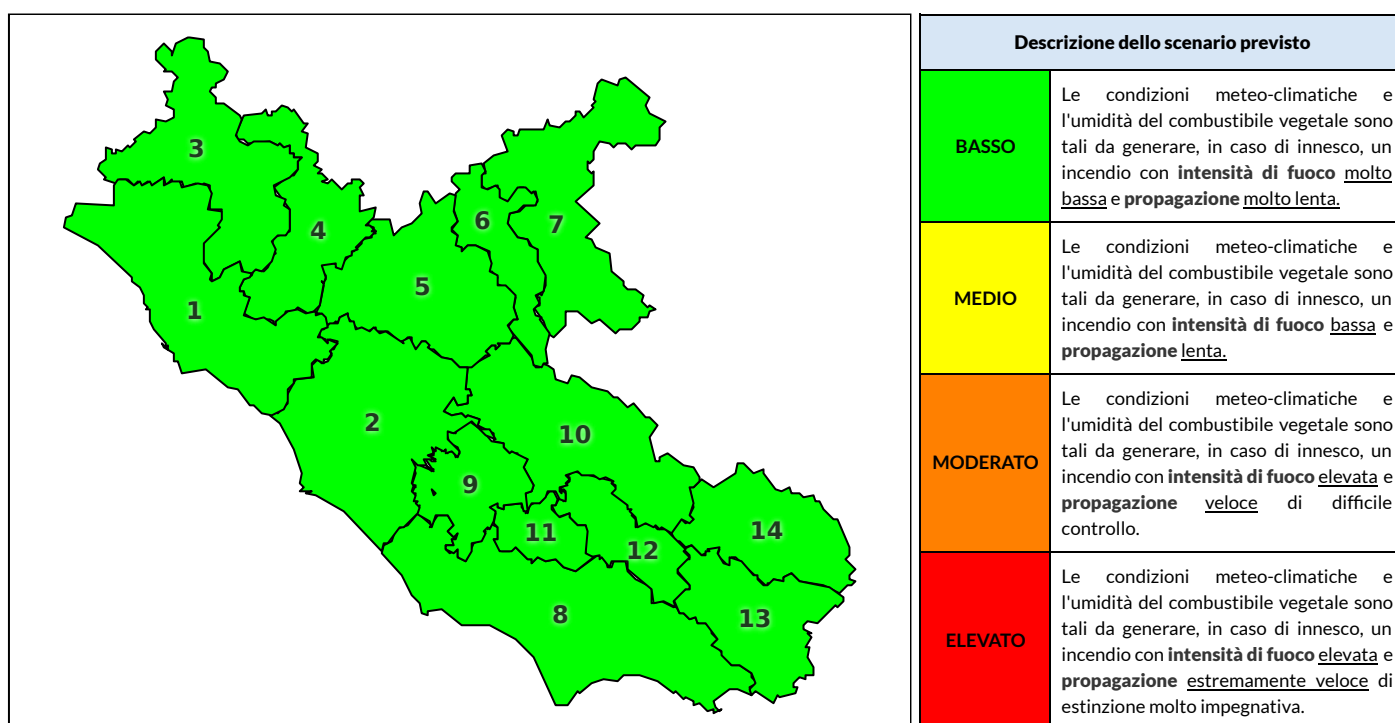 3
4
6
7
5
1
2
10
9
11
12
14
8
13
Descrizione dello scenario previsto
BASSO
Le condizioni meteo-climatiche e
l'umidità del combustibile vegetale sono
tali da generare, in caso di innesco, un
incendio con intensità di fuoco molto
bassa e propagazione molto lenta.
MEDIO
Le condizioni meteo-climatiche e
l'umidità del combustibile vegetale sono
tali da generare, in caso di innesco, un
incendio con intensità di fuoco bassa e
propagazione lenta.
MODERATO
Le condizioni meteo-climatiche e
l'umidità del combustibile vegetale sono
tali da generare, in caso di innesco, un
incendio con intensità di fuoco elevata e
propagazione veloce di difficile
controllo.
ELEVATO
Le condizioni meteo-climatiche e
l'umidità del combustibile vegetale sono
tali da generare, in caso di innesco, un
incendio con intensità di fuoco elevata e
propagazione estremamente veloce di
estinzione molto impegnativa.